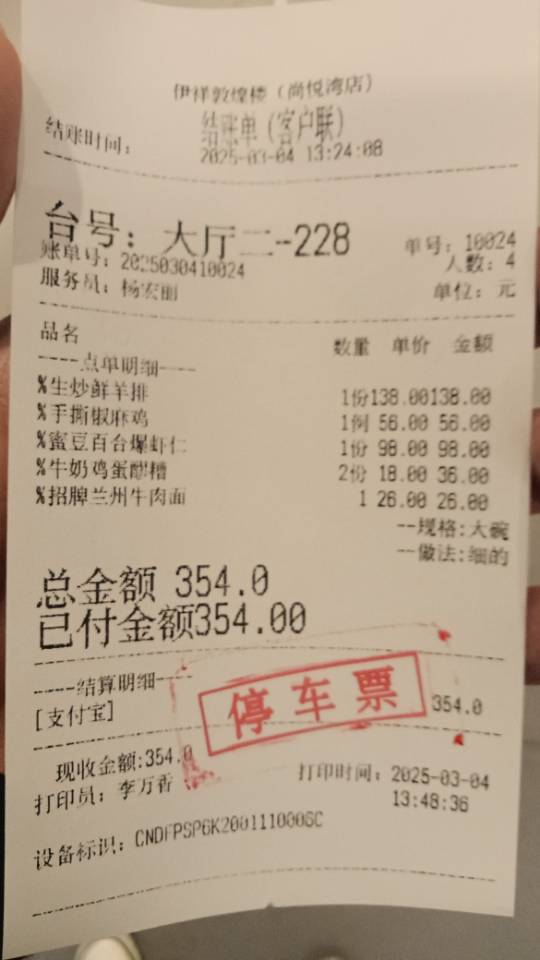 伊祥敦煌楼（尚悦湾店）
结账单（客户联）
结账时间： 2025-03-04 13:24:08
台号：大厅二-228
单号：10024
账单号：2025030410024
人数：4
服务员：杨宏丽
单位：元
品名 数量 单价 金额
----点单明细----
%生炒鲜羊排 1份138.00138.00
%手撕椒麻鸡 1例 56.00 56.00
%蜜豆百合爆虾仁 1份 98.00 98.00
%牛奶鸡蛋醪糟 2份 18.00 36.00
%招牌兰州牛肉面 1 26.00 26.00
--规格:大碗
--做法:细的
总金额 354.0
已付金额354.00
----结算明细----
[支付宝] 354.0
停车票
现收金额:354.0
打印员：李万香 打印时间：2025-03-04
13:48:36
设备标识：CNDFPSP6K2001110006C